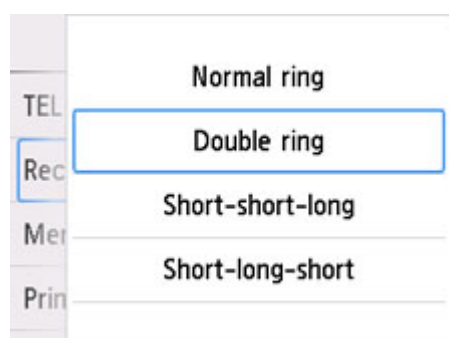 Normal ring
TEL
Double ring
Rec
Short-short-long
Mer
Short-long-short
Prin